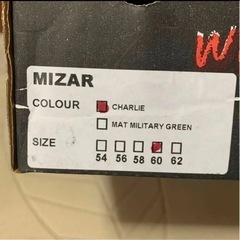 MIZAR
COLOUR CHARLIE
MAT MILITARY GREEN
SIZE 54 56 58 60 62